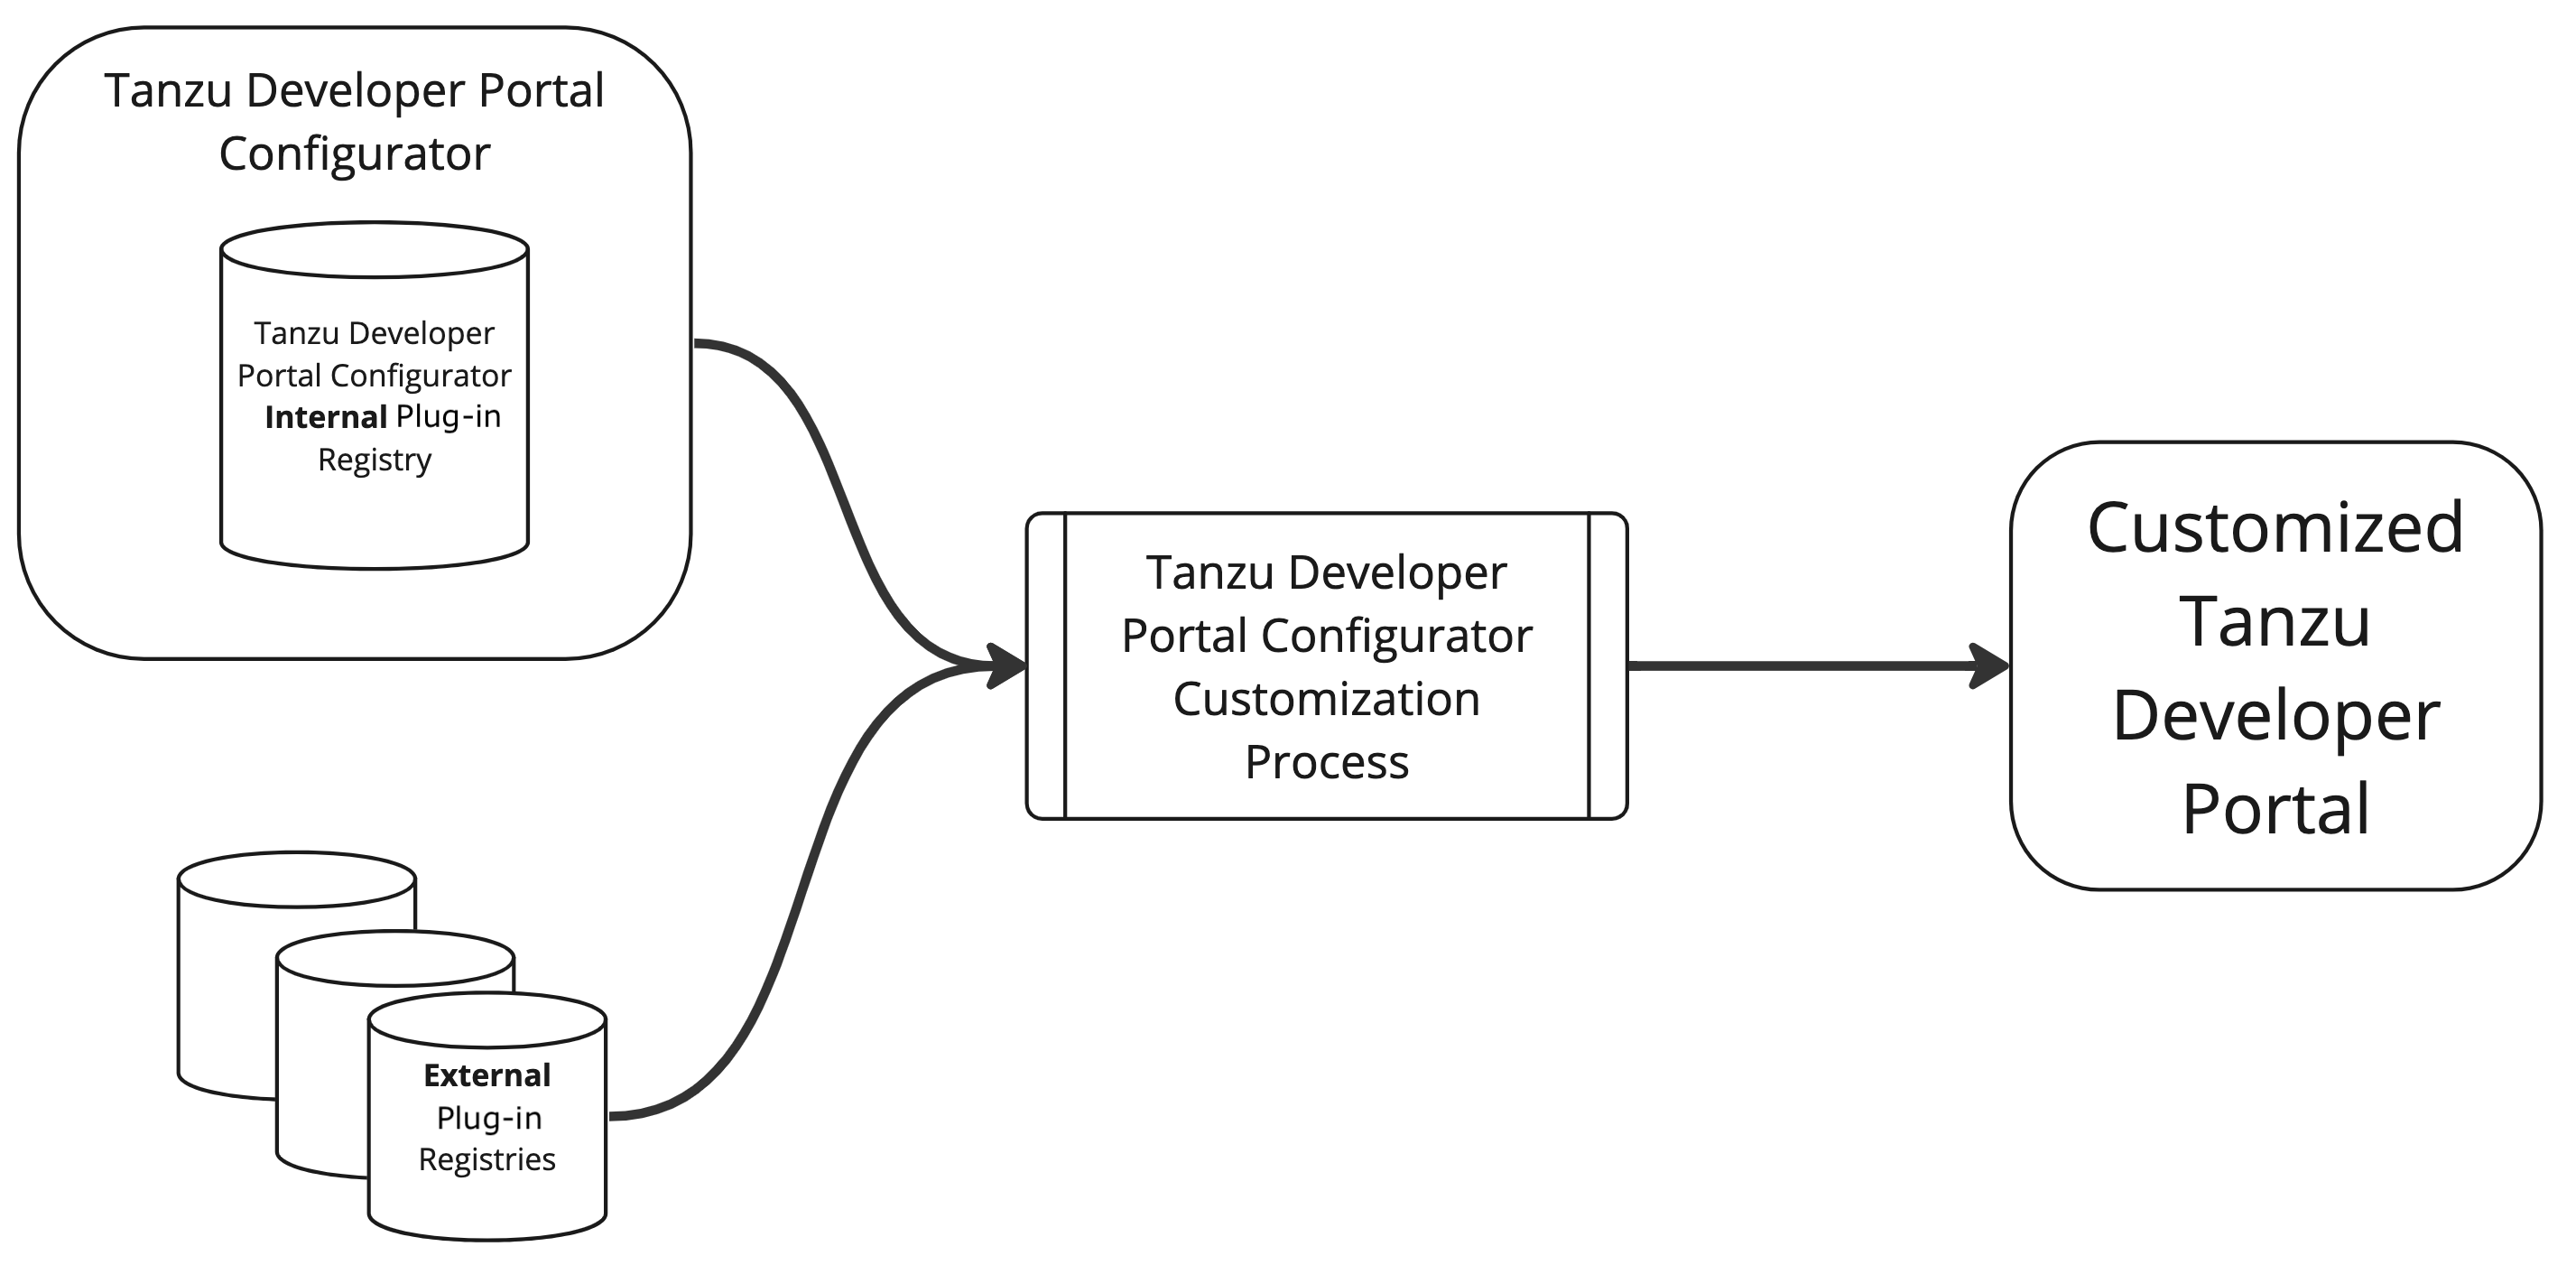 Tanzu Developer Portal
Configurator
Tanzu Developer
Portal Configurator
Internal Plug-in
Registry
External
Plug-in
Registries
Tanzu Developer
Portal Configurator
Customization
Process
Customized
Tanzu
Developer
Portal